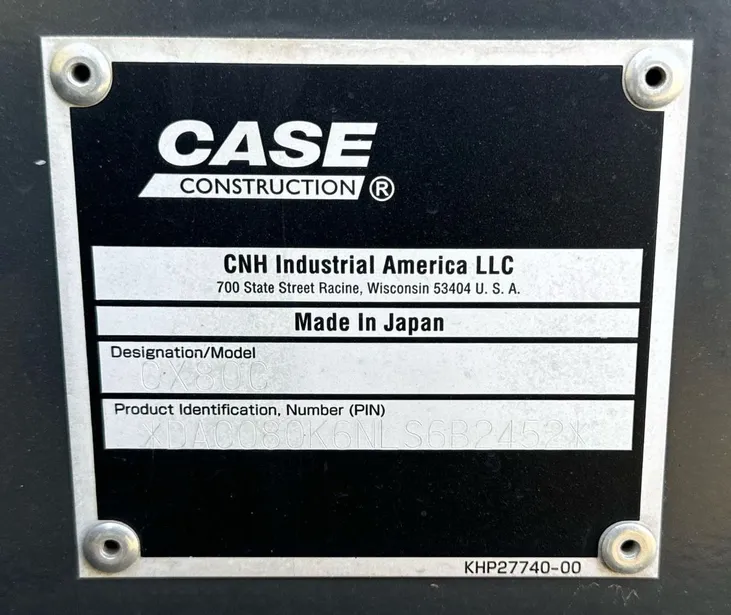 CASE
CONSTRUCTION ®
CNH Industrial America LLC
700 State Street Racine, Wisconsin 53404 U. S. A.
Made In Japan
Designation/Model
CX80C
Product Identification, Number (PIN)
*DAC080K6NLS6B2452*
KHP27740-00